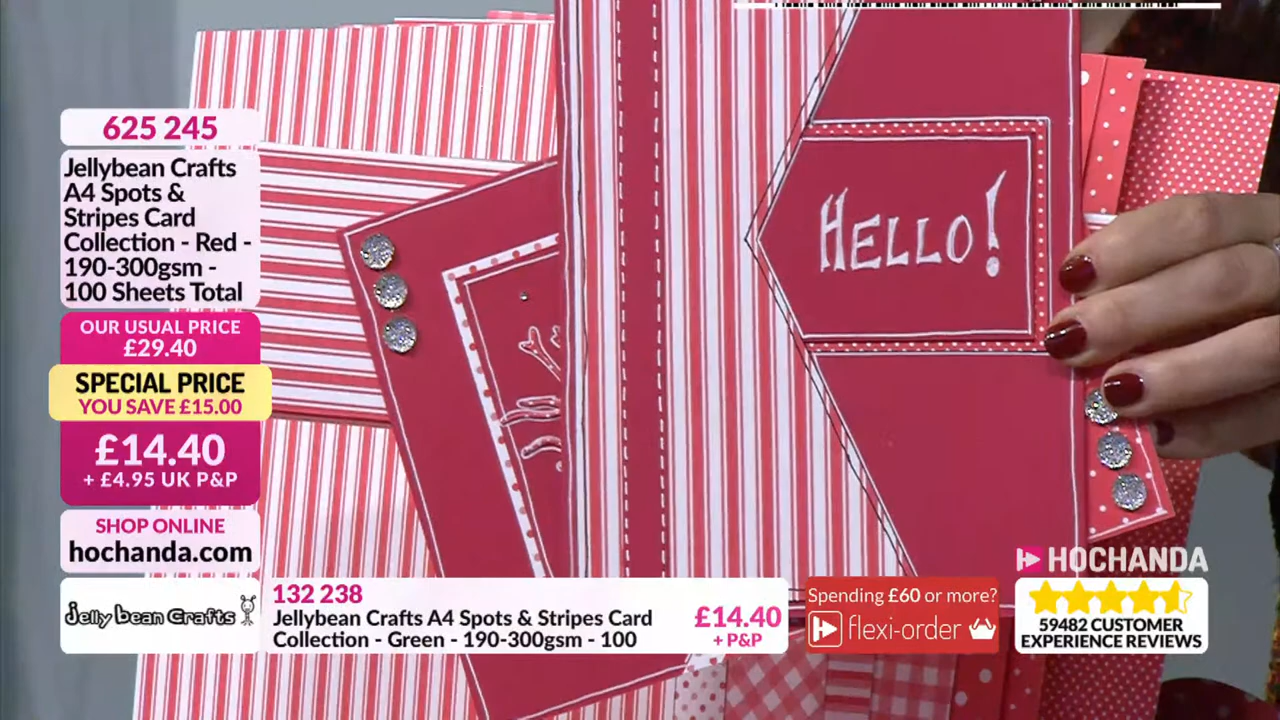 625 245
Jellybean Crafts
A4 Spots &
Stripes Card
Collection - Red -
190-300gsm -
100 Sheets Total
OUR USUAL PRICE
£29.40
SPECIAL PRICE
YOU SAVE £15.00
£14.40
+ £4.95 UK P&P
SHOP ONLINE
hochanda.com
HELLO!
HOCHANDA
Jellybean Crafts
132 238
Jellybean Crafts A4 Spots & Stripes Card
Collection - Green - 190-300gsm - 100
£14.40
+ P&P
Spending £60 or more?
flexi-order
59482 CUSTOMER
EXPERIENCE REVIEWS